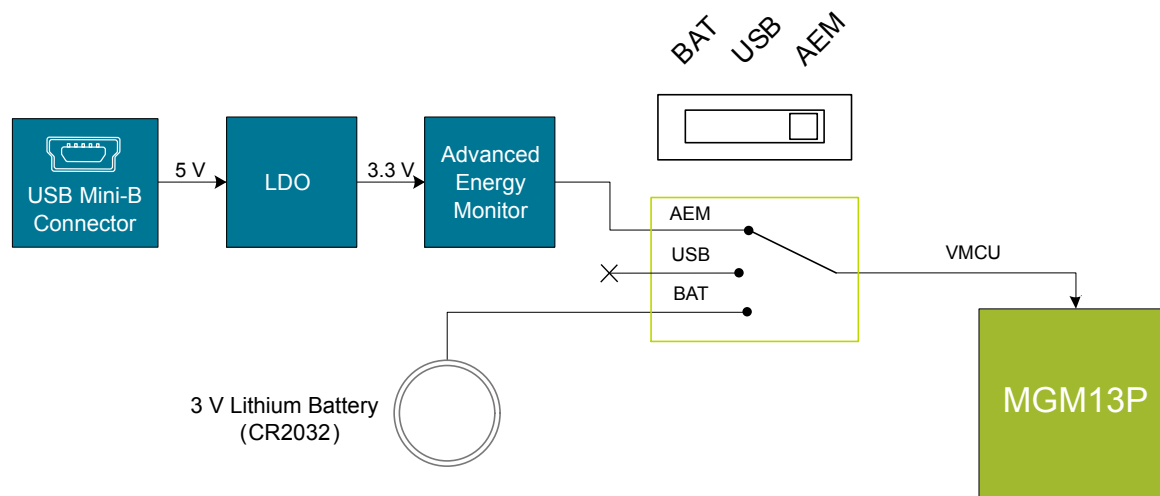 BAT
USB
AEM
USB Mini-B
Connector
5 V
LDO
3.3 V
Advanced
Energy
Monitor
AEM
USB
BAT
VMCU
3 V Lithium Battery
(CR2032)
MGM13P